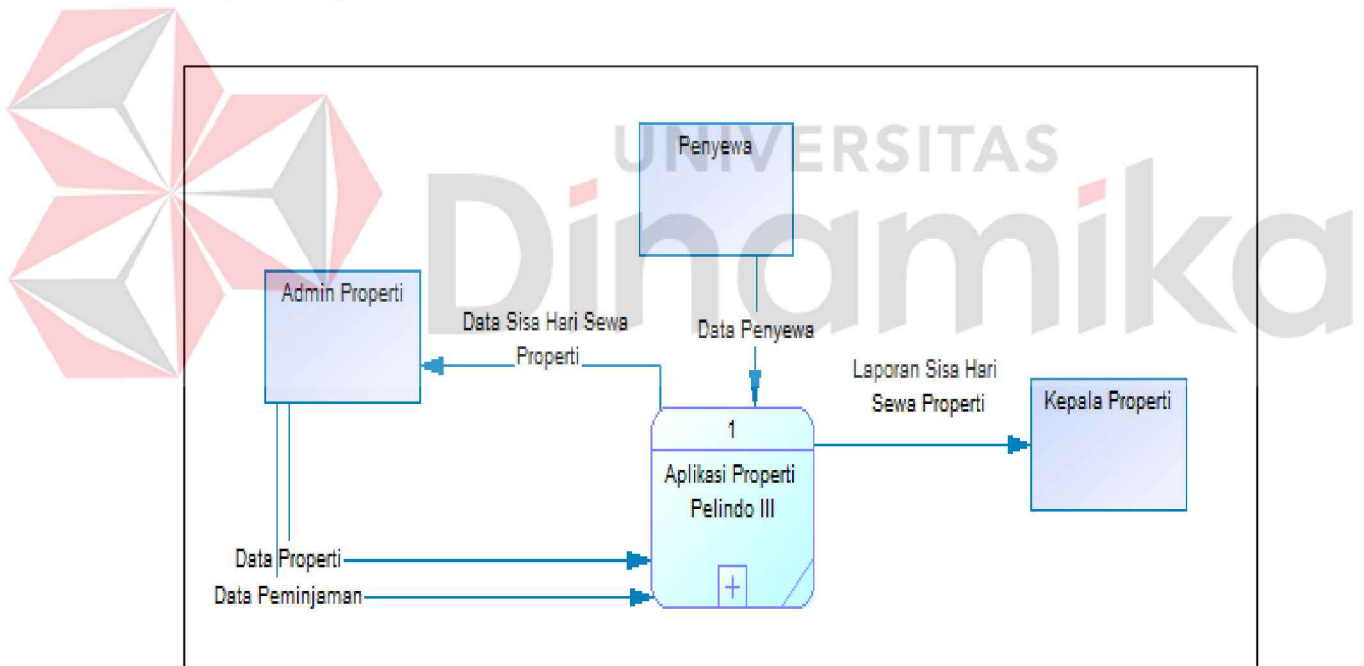 UNIVERSITAS
Dinamika
Penyewa
Admin Properti
Data Sisa Hari Sewa
Properti
Data Penyewa
Laporan Sisa Hari
Sewa Properti
Kepala Properti
1
Aplikasi Properti
Pelindo III
Data Properti
Data Peminjaman